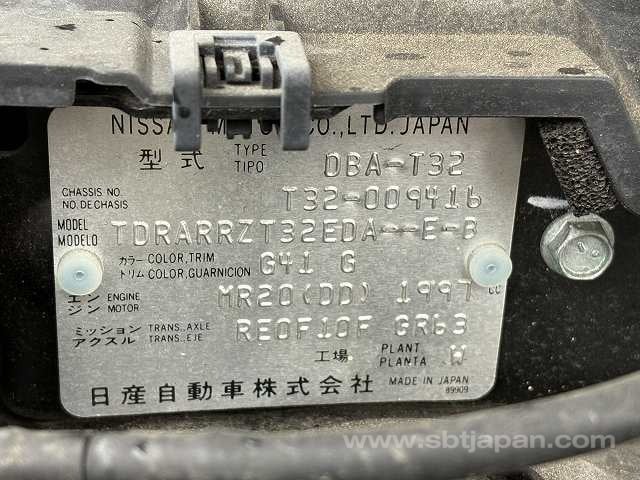 NISSAN MOTOR CO.,LTD. JAPAN
型式 TYPE TIPO DBA-T32
CHASSIS NO. NO. DE CHASIS T32-009416
MODEL MODELO TDRARRZT32EDA--E-B
カラー COLOR,TRIM トリム COLOR,GUARNICION G41 G
エンジン ENGINE MOTOR MR20(DD) 1997 CC
ミッション アクスル TRANS.,AXLE TRANS.,EJE RE0F10F GR63
工場 PLANT PLANTA W
日産自動車株式会社 MADE IN JAPAN
89909
www.sbtjapan.com